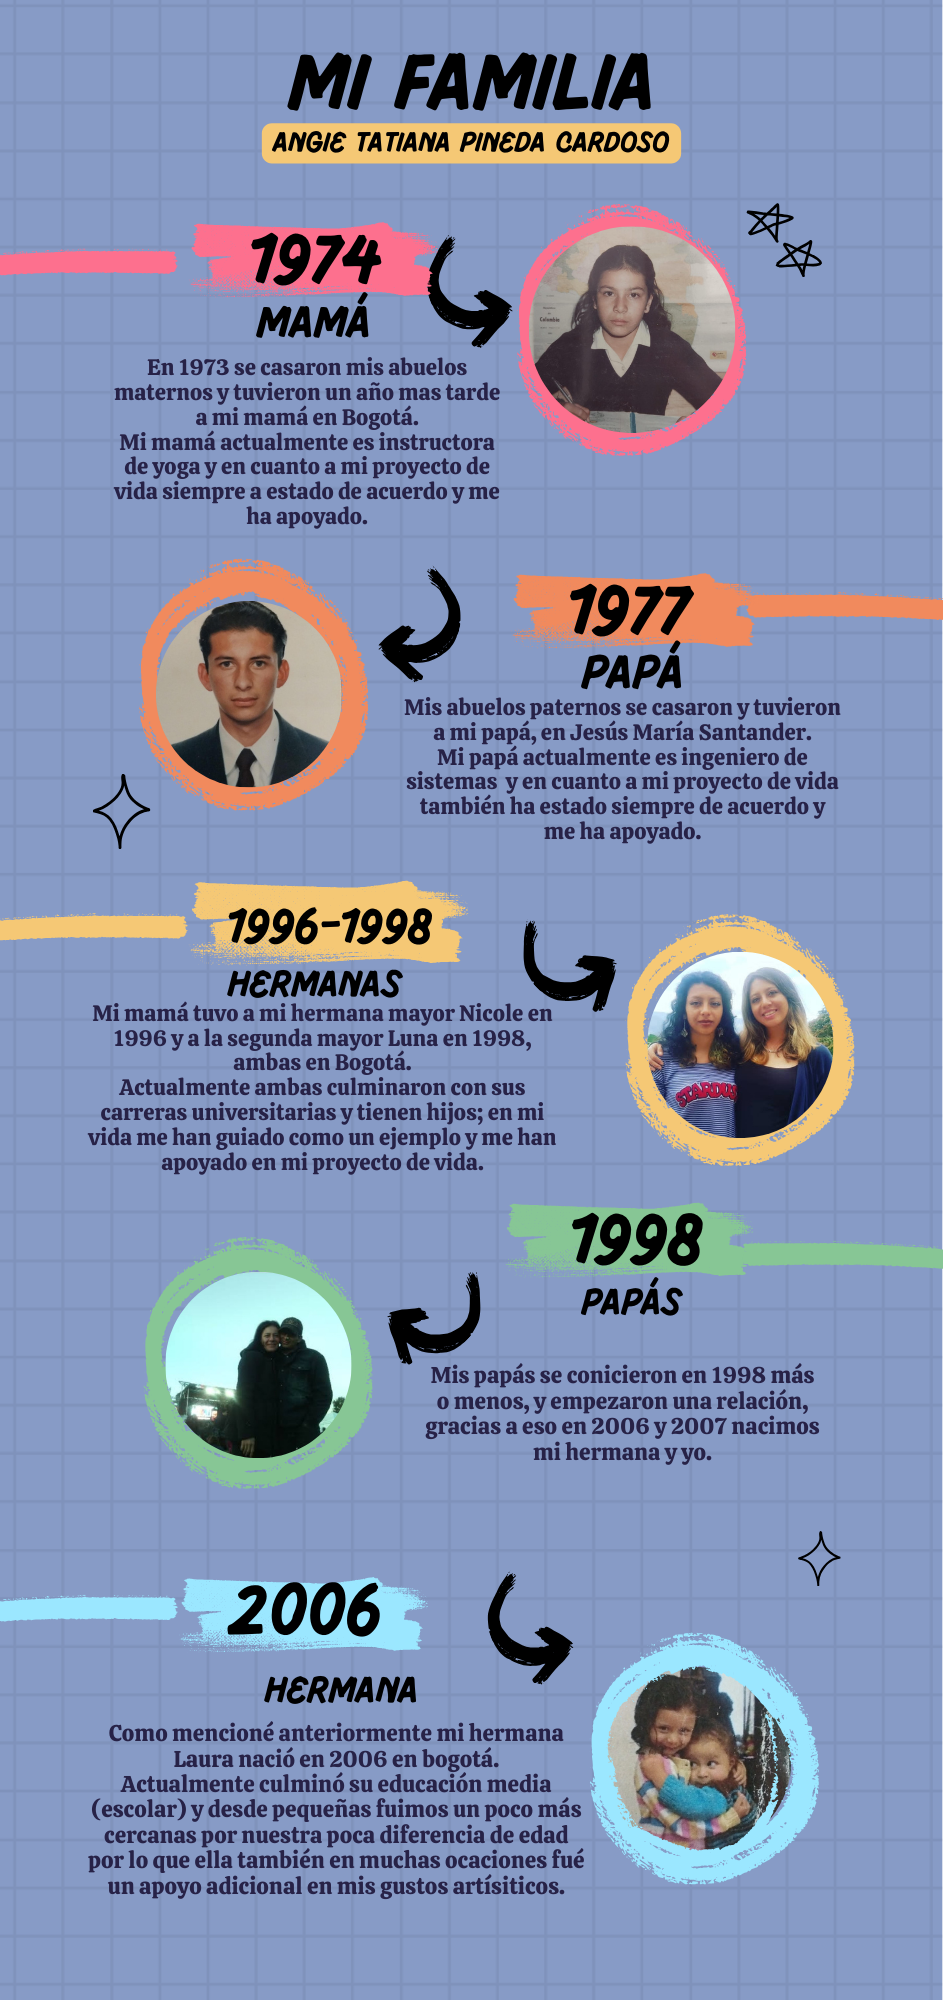 MI FAMILIA
ANGIE TATIANA PINEDA CARDOSO
1974
MAMÁ
En 1973 se casaron mis abuelos
maternos y tuvieron un año mas tarde
a mi mamá en Bogotá.
Mi mamá actualmente es instructora
de yoga y en cuanto a mi proyecto de
vida siempre a estado de acuerdo y me
ha apoyado.
Colombia
1977
PAPÁ
Mis abuelos paternos se casaron y tuvieron
a mi papá, en Jesús María Santander.
Mi papá actualmente es ingeniero de
sistemas  y en cuanto a mi proyecto de vida
también ha estado siempre de acuerdo y
me ha apoyado.
1996-1998
HERMANAS
Mi mamá tuvo a mi hermana mayor Nicole en
1996 y a la segunda mayor Luna en 1998,
ambas en Bogotá.
Actualmente ambas culminaron con sus
carreras universitarias y tienen hijos; en mi
vida me han guiado como un ejemplo y me han
apoyado en mi proyecto de vida.
STARDUST
1998
PAPÁS
Mis papás se conicieron en 1998 más
o menos, y empezaron una relación,
gracias a eso en 2006 y 2007 nacimos
mi hermana y yo.
2006
HERMANA
Como mencioné anteriormente mi hermana
Laura nació en 2006 en bogotá.
Actualmente culminó su educación media
(escolar) y desde pequeñas fuimos un poco más
cercanas por nuestra poca diferencia de edad
por lo que ella también en muchas ocaciones fué
un apoyo adicional en mis gustos artísiticos.